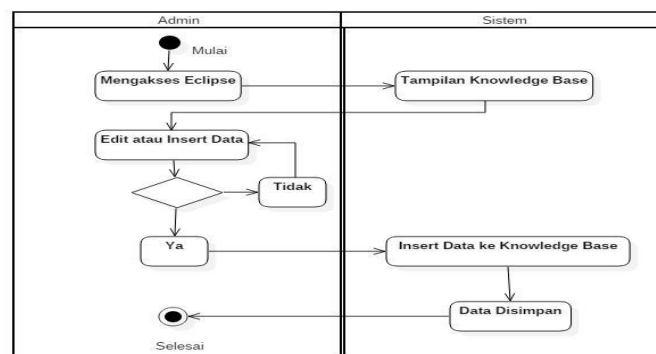 Admin
Sistem
Mulai
Mengakses Eclipse
Tampilan Knowledge Base
Edit atau Insert Data
Tidak
Ya
Insert Data ke Knowledge Base
Data Disimpan
Selesai